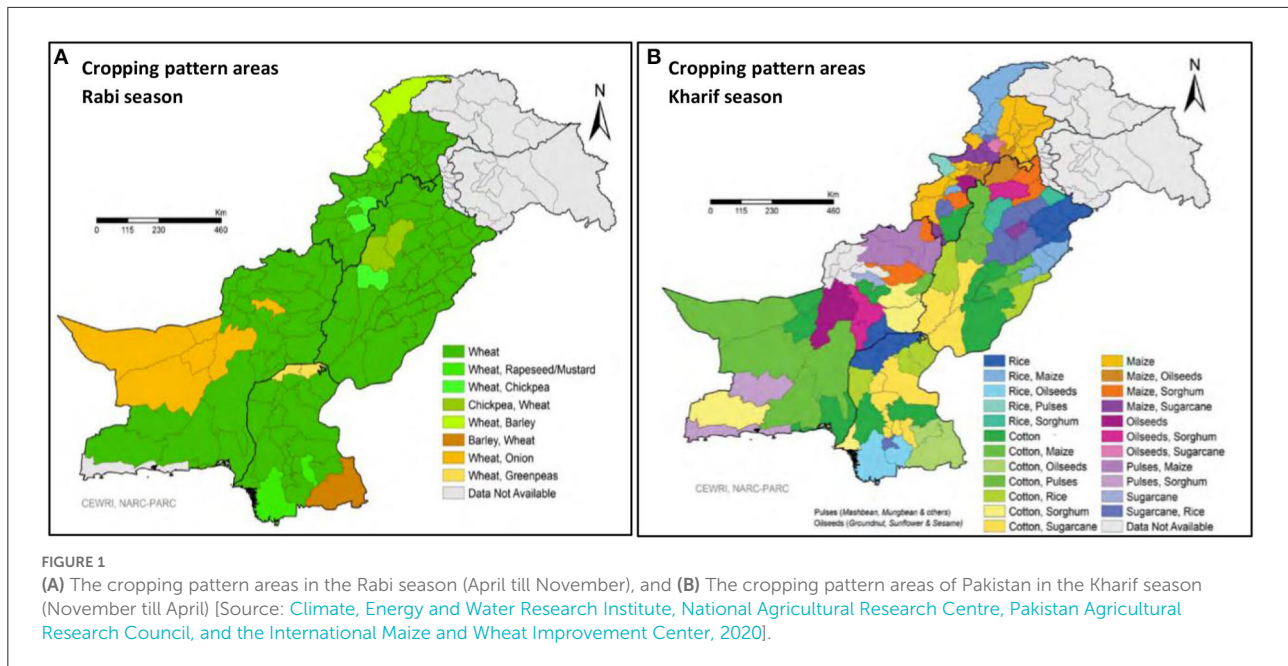 A
Cropping pattern areas
Rabi season
N
Km
0 115 230 460
Wheat
Wheat, Rapeseed/Mustard
Wheat, Chickpea
Chickpea, Wheat
Wheat, Barley
Barley, Wheat
Wheat, Onion
Wheat, Greenpeas
Data Not Available
CEWRI, NARC-PARC
B
Cropping pattern areas
Kharif season
N
Km
0 115 230 460
Rice
Rice, Maize
Rice, Oilseeds
Rice, Pulses
Rice, Sorghum
Cotton
Cotton, Maize
Cotton, Oilseeds
Cotton, Pulses
Cotton, Rice
Cotton, Sorghum
Cotton, Sugarcane
Maize
Maize, Oilseeds
Maize, Sorghum
Maize, Sugarcane
Oilseeds
Oilseeds, Sorghum
Oilseeds, Sugarcane
Pulses, Maize
Pulses, Sorghum
Sugarcane
Sugarcane, Rice
Data Not Available
CEWRI, NARC-PARC
Pulses (Mashbean, Mungbean & others)
Oilseeds (Groundnut, Sunflower & Sesame)
FIGURE 1
(A) The cropping pattern areas in the Rabi season (April till November), and (B) The cropping pattern areas of Pakistan in the Kharif season
(November till April) [Source: Climate, Energy and Water Research Institute, National Agricultural Research Centre, Pakistan Agricultural
Research Council, and the International Maize and Wheat Improvement Center, 2020].